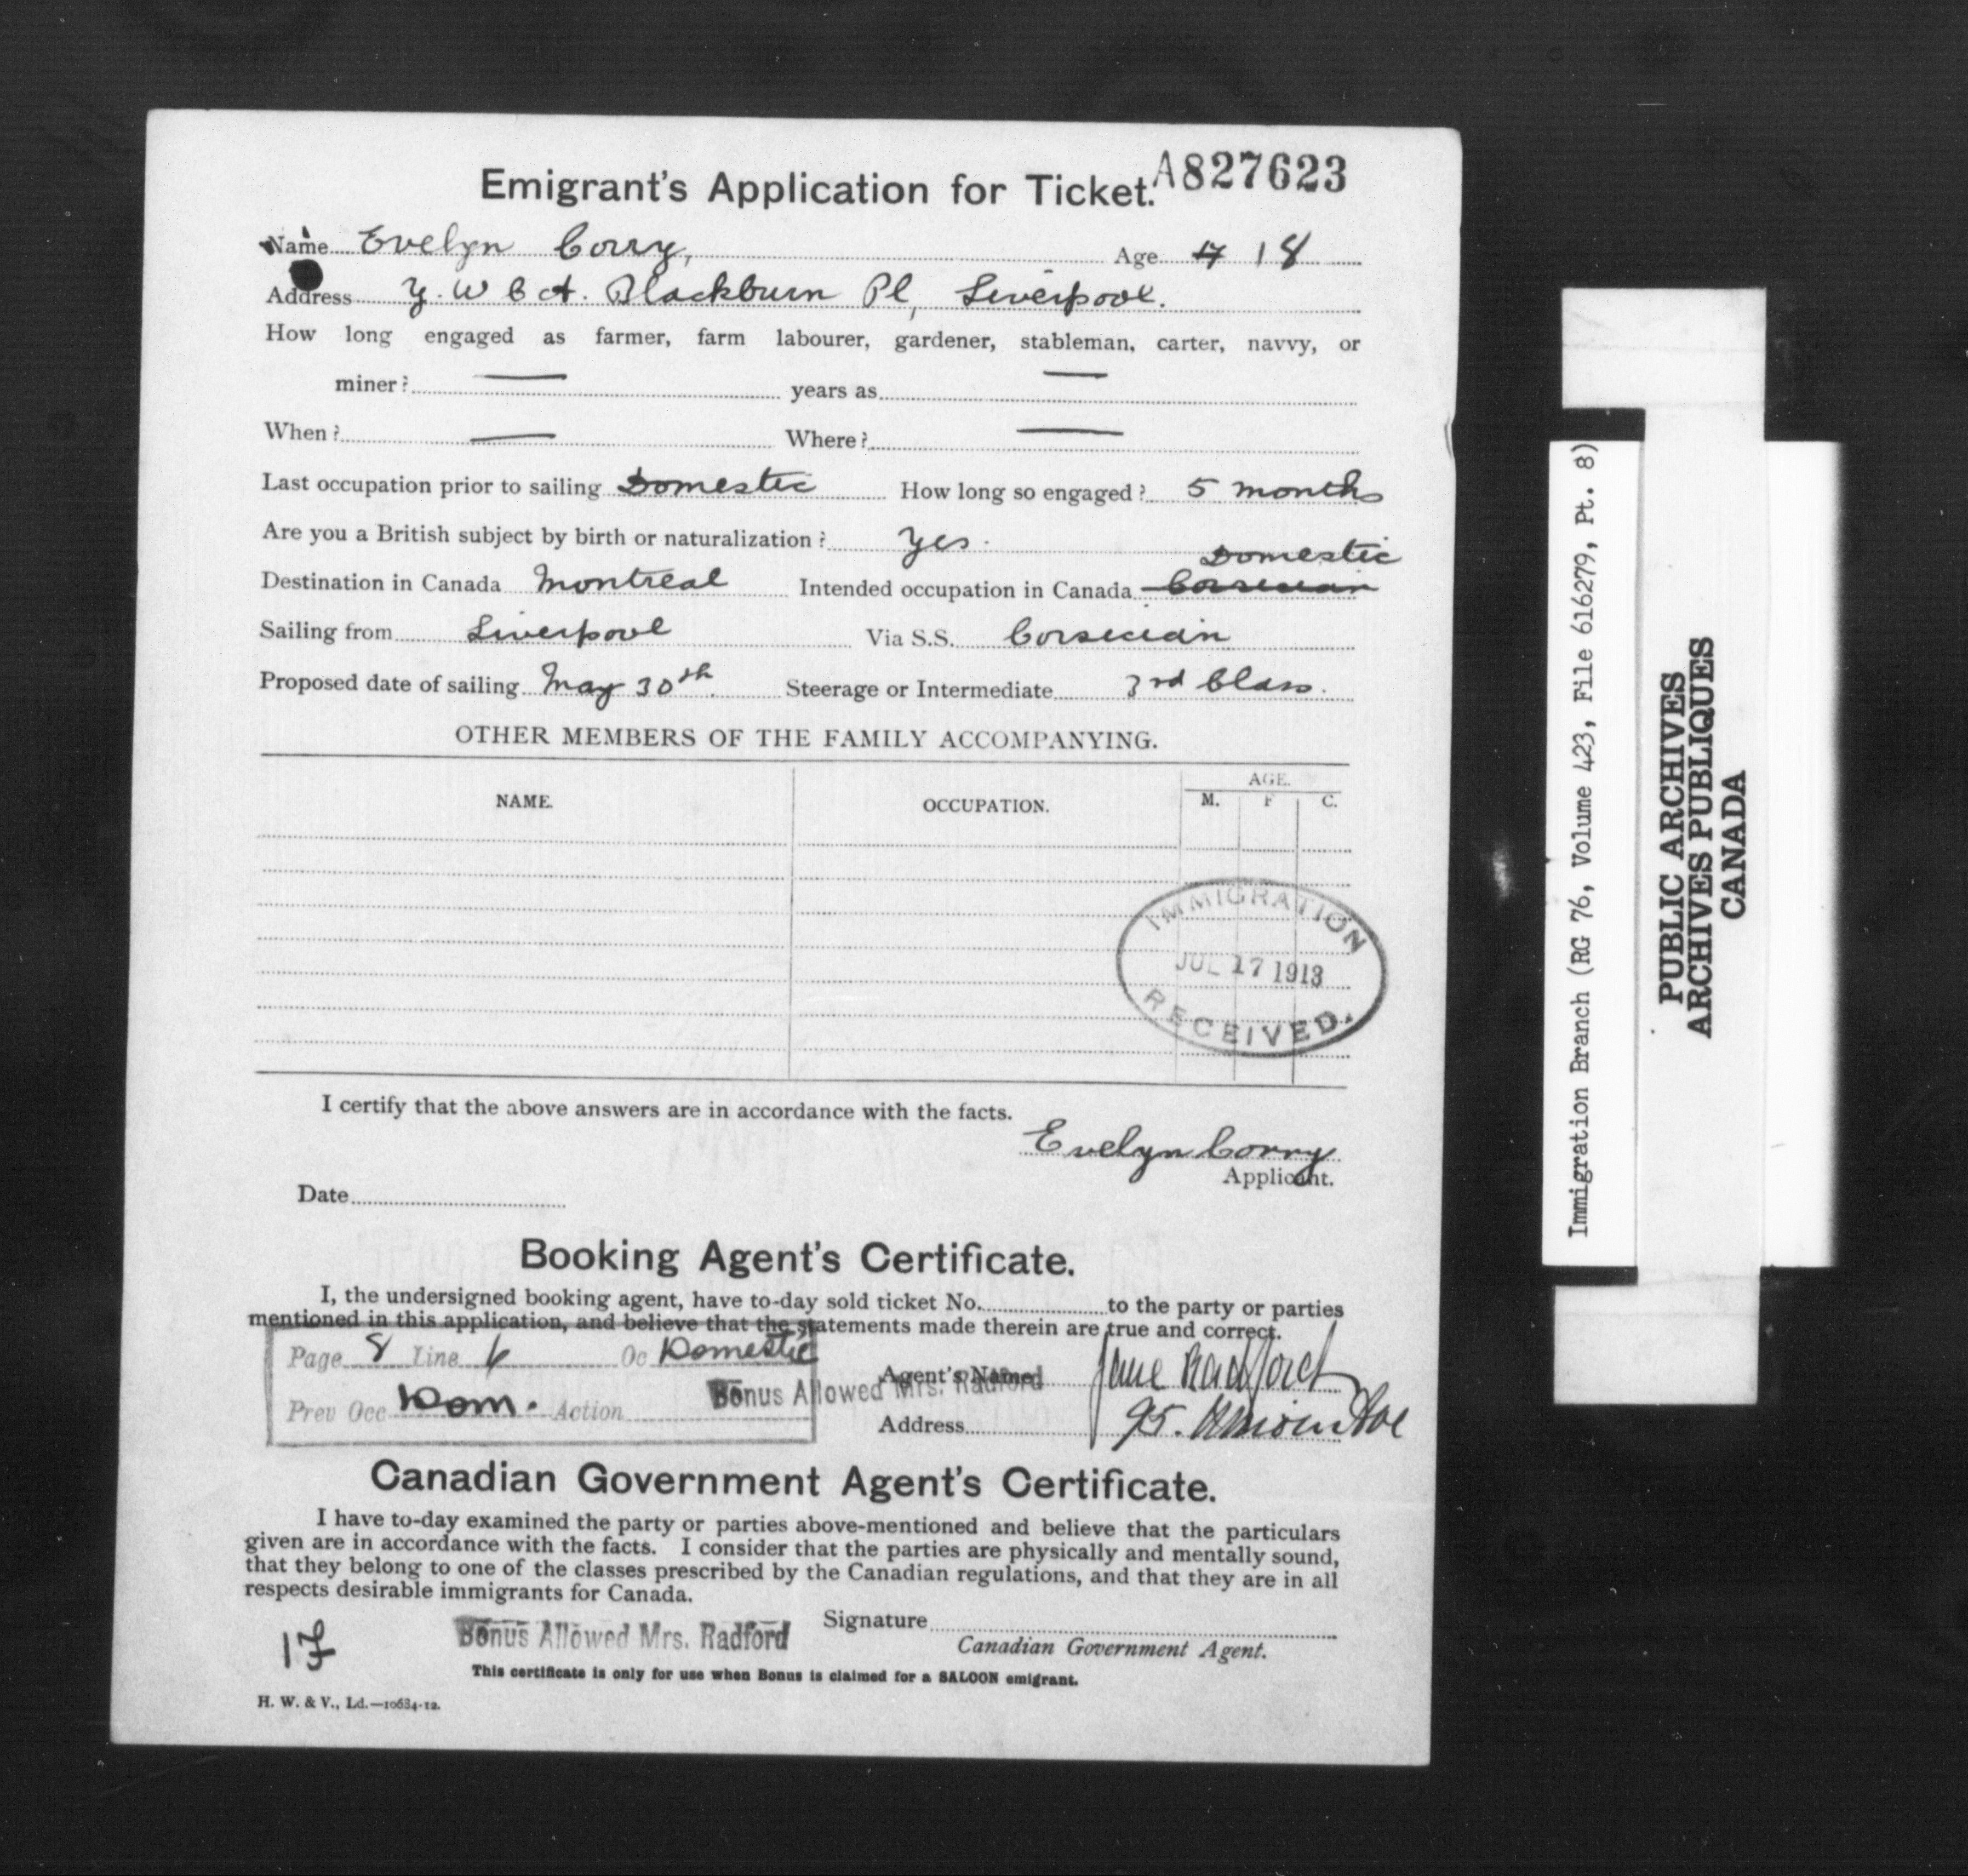 Emigrant's Application for Ticket. A827623
Name Evelyn Corry, Age 17 18
Address Y. W C A. Blackburn Pl, Liverpool.
How long engaged as farmer, farm labourer, gardener, stableman, carter, navvy, or
miner? — years as —
When? — Where? —
Last occupation prior to sailing Domestic How long so engaged? 5 months
Are you a British subject by birth or naturalization? Yes.
Domestic
Destination in Canada Montreal Intended occupation in Canada Corsecian
Sailing from Liverpool Via S.S. Corsecian
Proposed date of sailing May 30th. Steerage or Intermediate 3rd Class.
OTHER MEMBERS OF THE FAMILY ACCOMPANYING.
NAME. OCCUPATION. AGE.
M. F C.
IMMIGRATION
JUL 17 1913
RECEIVED.
I certify that the above answers are in accordance with the facts.
Evelyn Corry
Applicant.
Date
Booking Agent's Certificate.
I, the undersigned booking agent, have to-day sold ticket No. to the party or parties
mentioned in this application, and believe that the statements made therein are true and correct.
Page 8 Line 6 Oc Domestic
Agent's Name Jane Radford
Bonus Allowed Mrs. Radford
Prev Occ Dom. Action
Address 95.
Canadian Government Agent's Certificate.
I have to-day examined the party or parties above-mentioned and believe that the particulars
given are in accordance with the facts. I consider that the parties are physically and mentally sound,
that they belong to one of the classes prescribed by the Canadian regulations, and that they are in all
respects desirable immigrants for Canada.
Signature
17 Bonus Allowed Mrs. Radford
Canadian Government Agent.
This certificate is only for use when Bonus is claimed for a SALOON emigrant.
H. W. & V., Ld.—10634-12.
Immigration Branch (RG 76, Volume 423, File 616279, Pt. 8)
PUBLIC ARCHIVES
ARCHIVES PUBLIQUES
CANADA